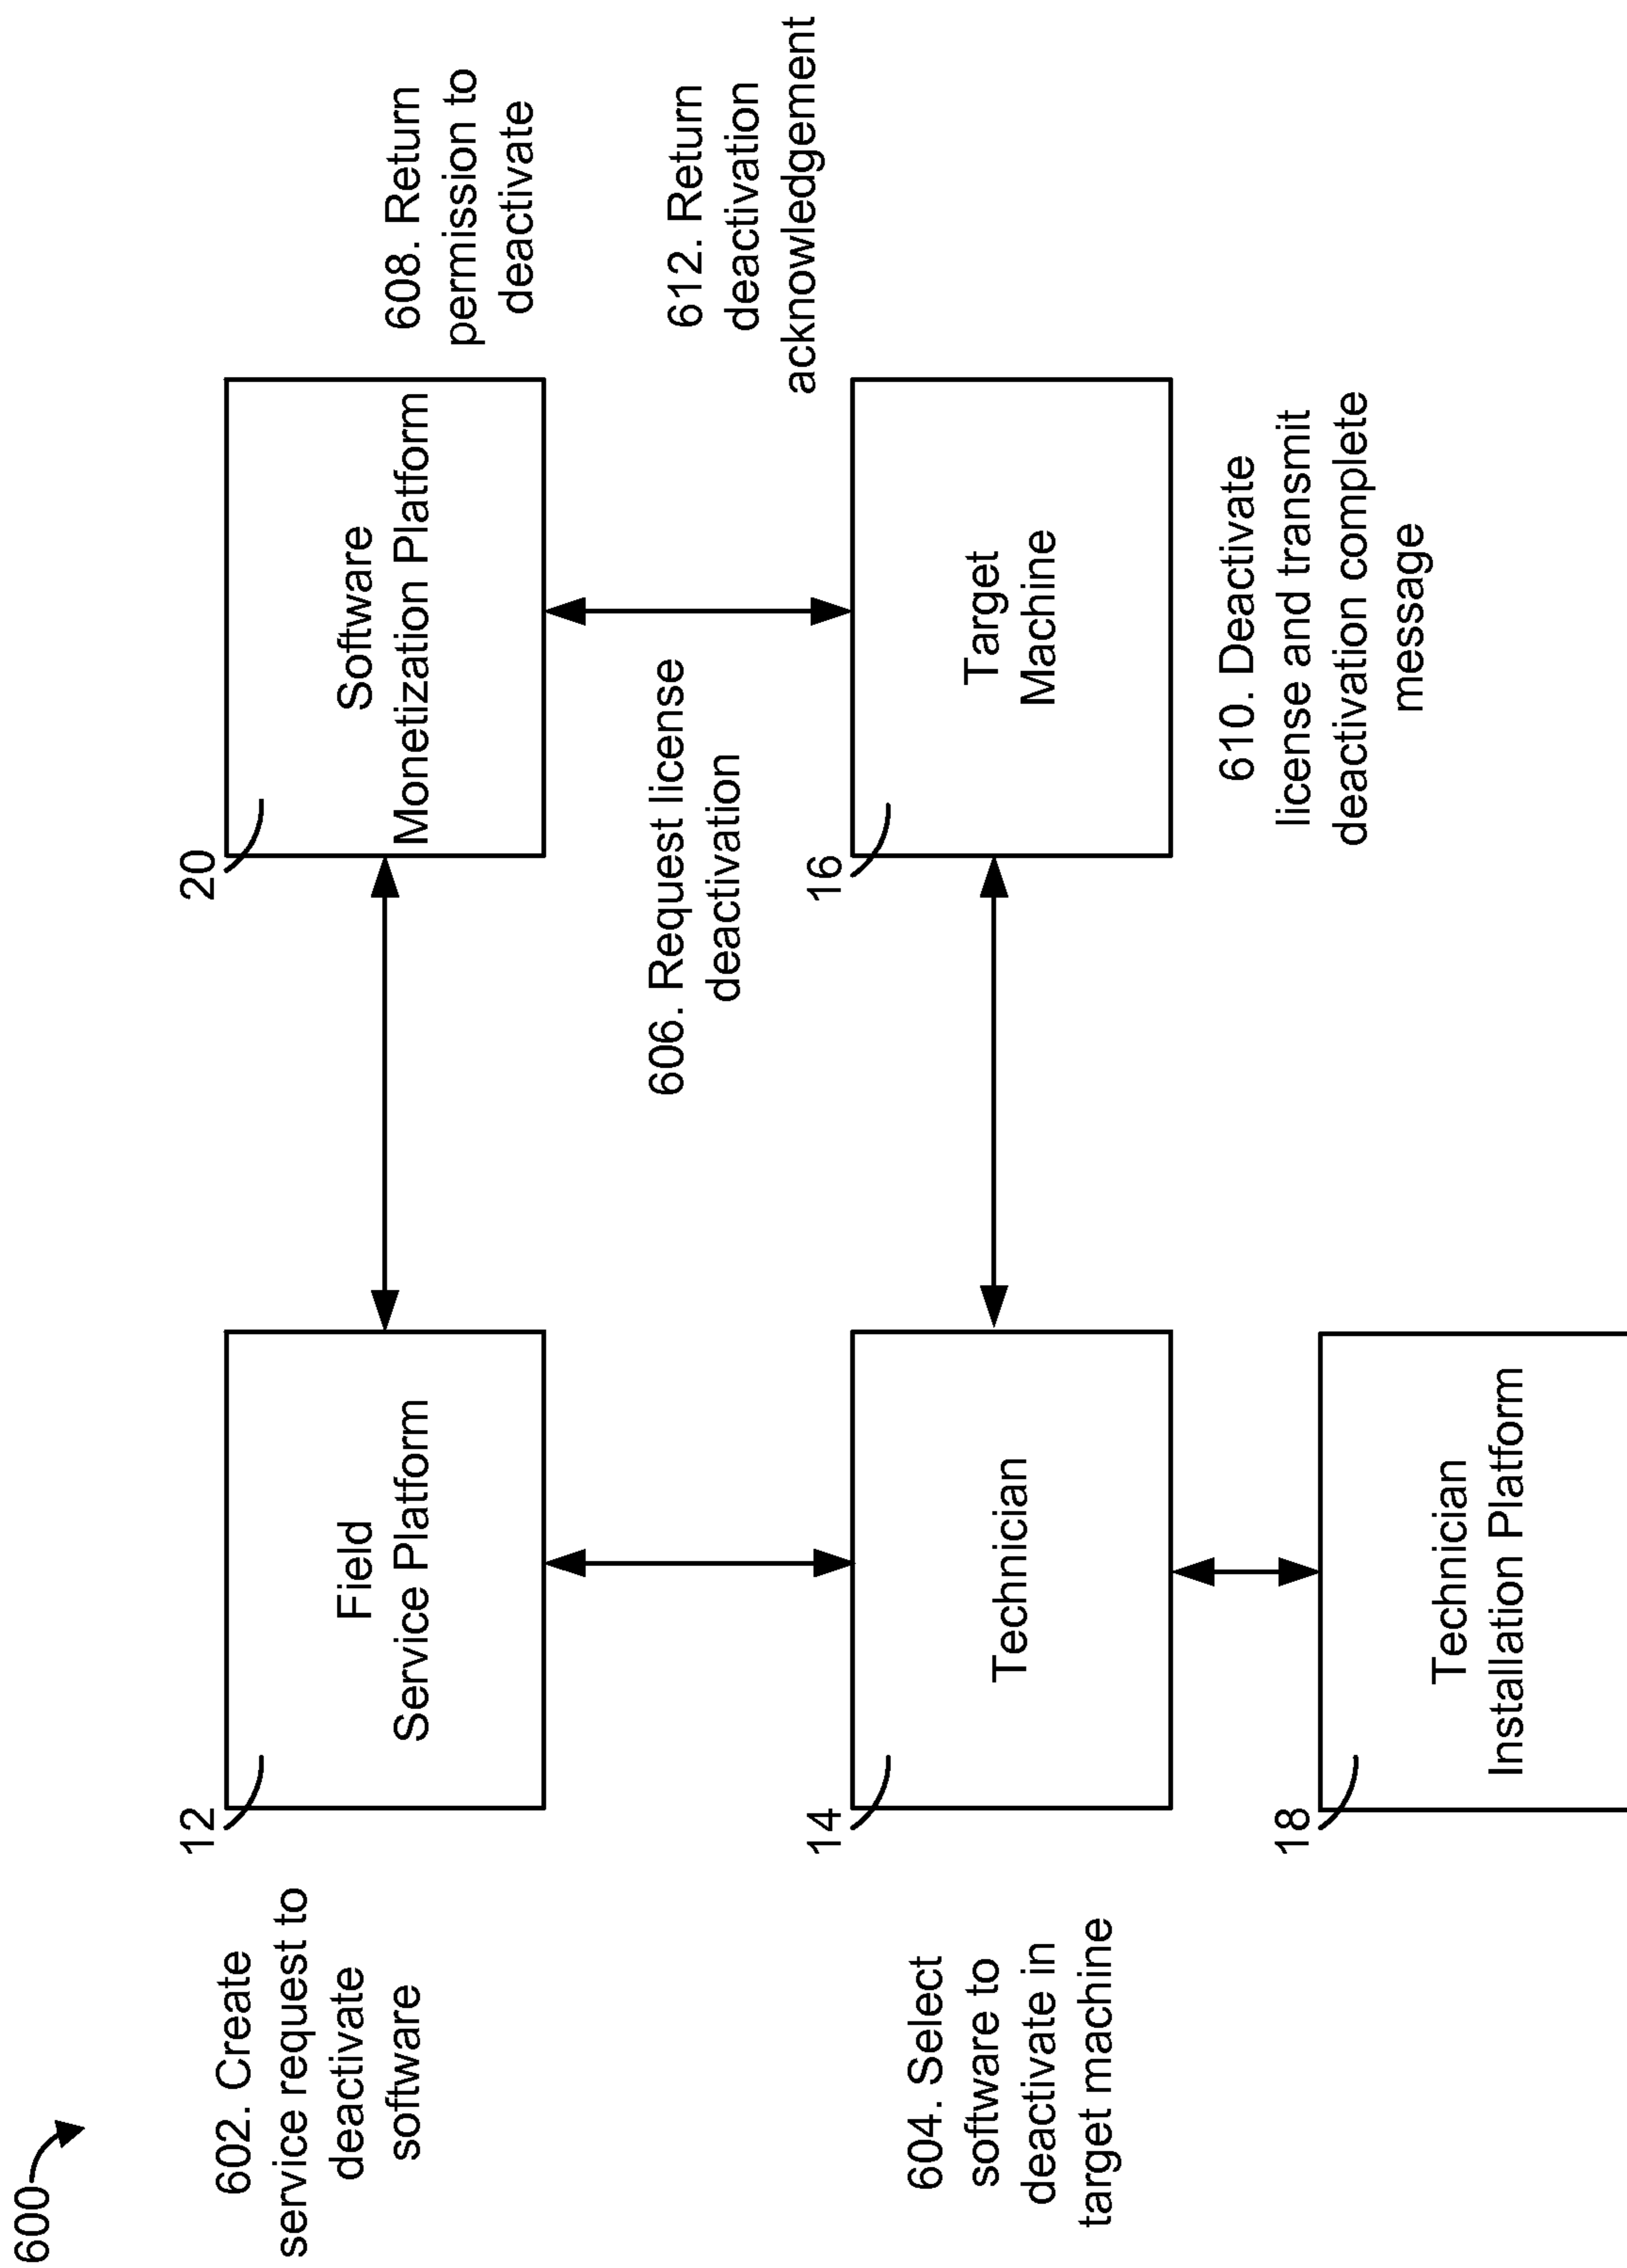 600
602. Create
service request to
deactivate
software
12
Field
Service Platform
20
Software
Monetization Platform
608. Return
permission to
deactivate
606. Request license
deactivation
612. Return
deactivation
acknowledgement
604. Select
software to
deactivate in
target machine
14
Technician
16
Target
Machine
610. Deactivate
license and transmit
deactivation complete
message
18
Technician
Installation Platform